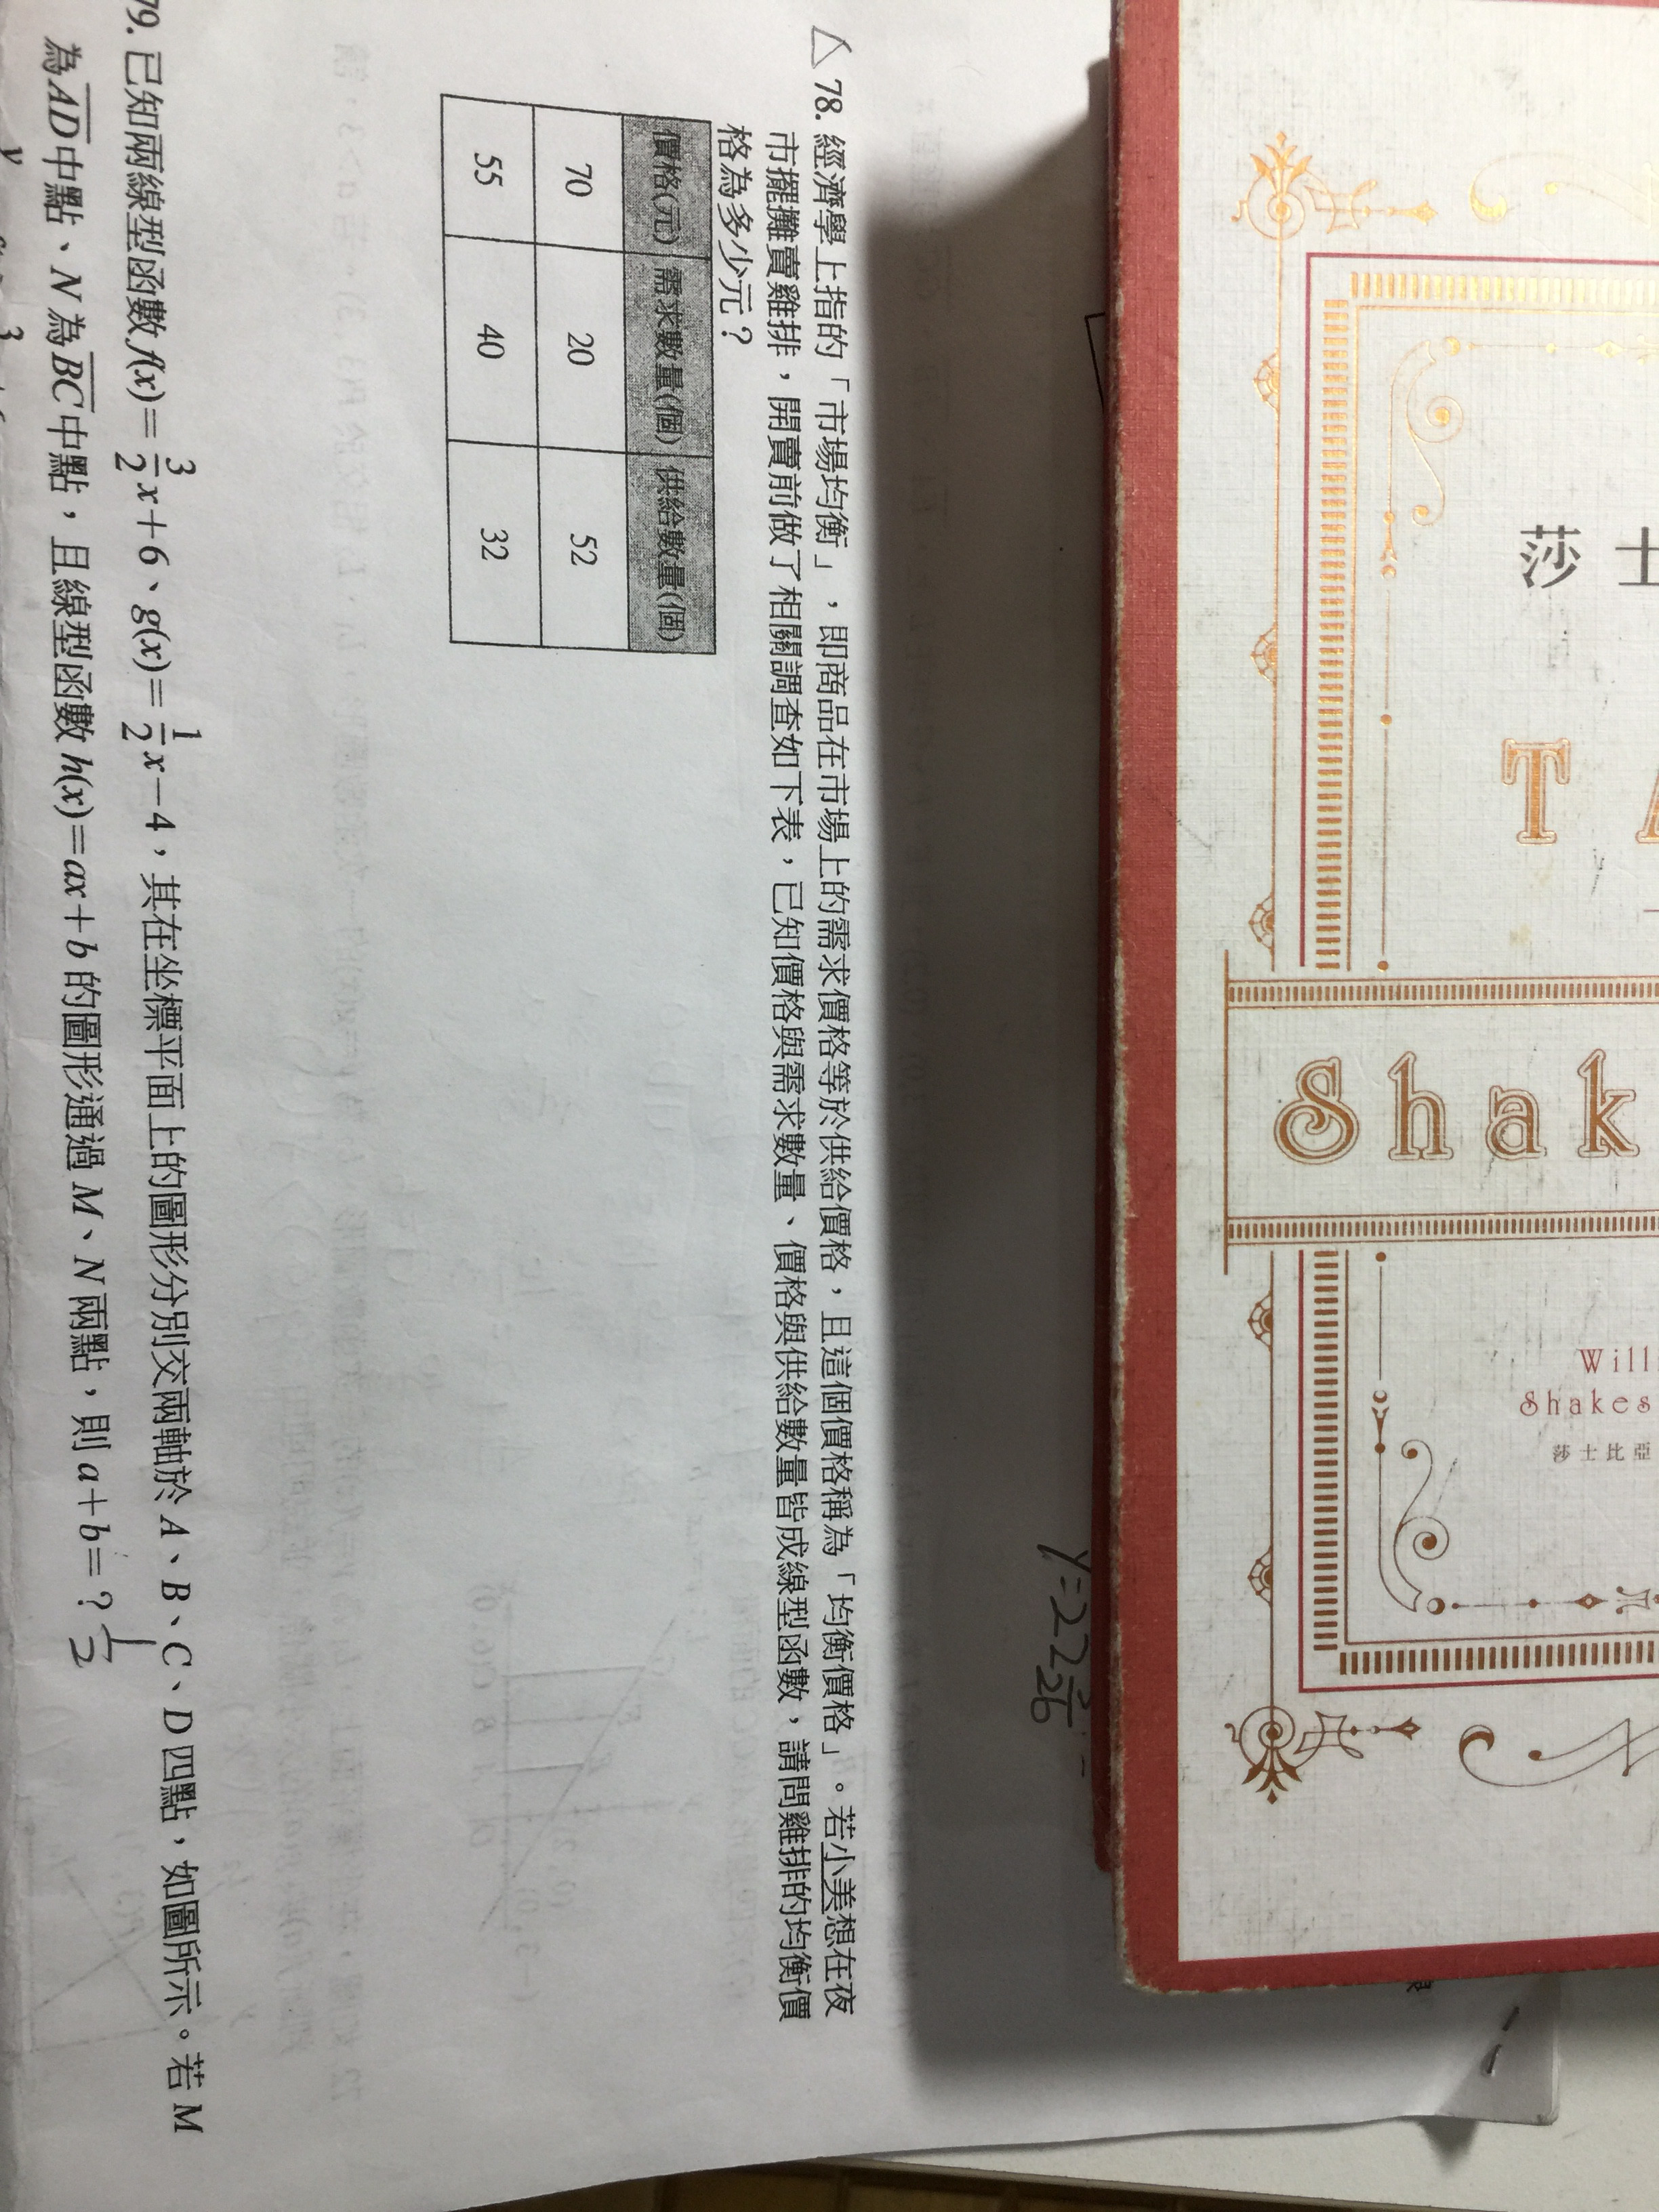 莎士
TA
Shak
Will
Shakes
莎士比亞
y=22
△78. 經濟學上指的「市場均衡」，即商品在市場上的需求價格等於供給價格，且這個價格稱為「均衡價格」。若小美想在夜
市擺攤賣雞排，開賣前做了相關調查如下表，已知價格與需求數量、價格與供給數量皆成線型函數，請問雞排的均衡價
格為多少元？
價格(元) 需求數量(個) 供給數量(個)
70 20 52
55 40 32
79. 已知兩線型函數 f(x)=3/2x+6、g(x)=1/2x－4，其在坐標平面上的圖形分別交兩軸於 A、B、C、D 四點，如圖所示。若 M
為AD中點、N 為BC中點，且線型函數 h(x)=ax+b 的圖形通過 M、N 兩點，則 a+b=？ 1/2
y